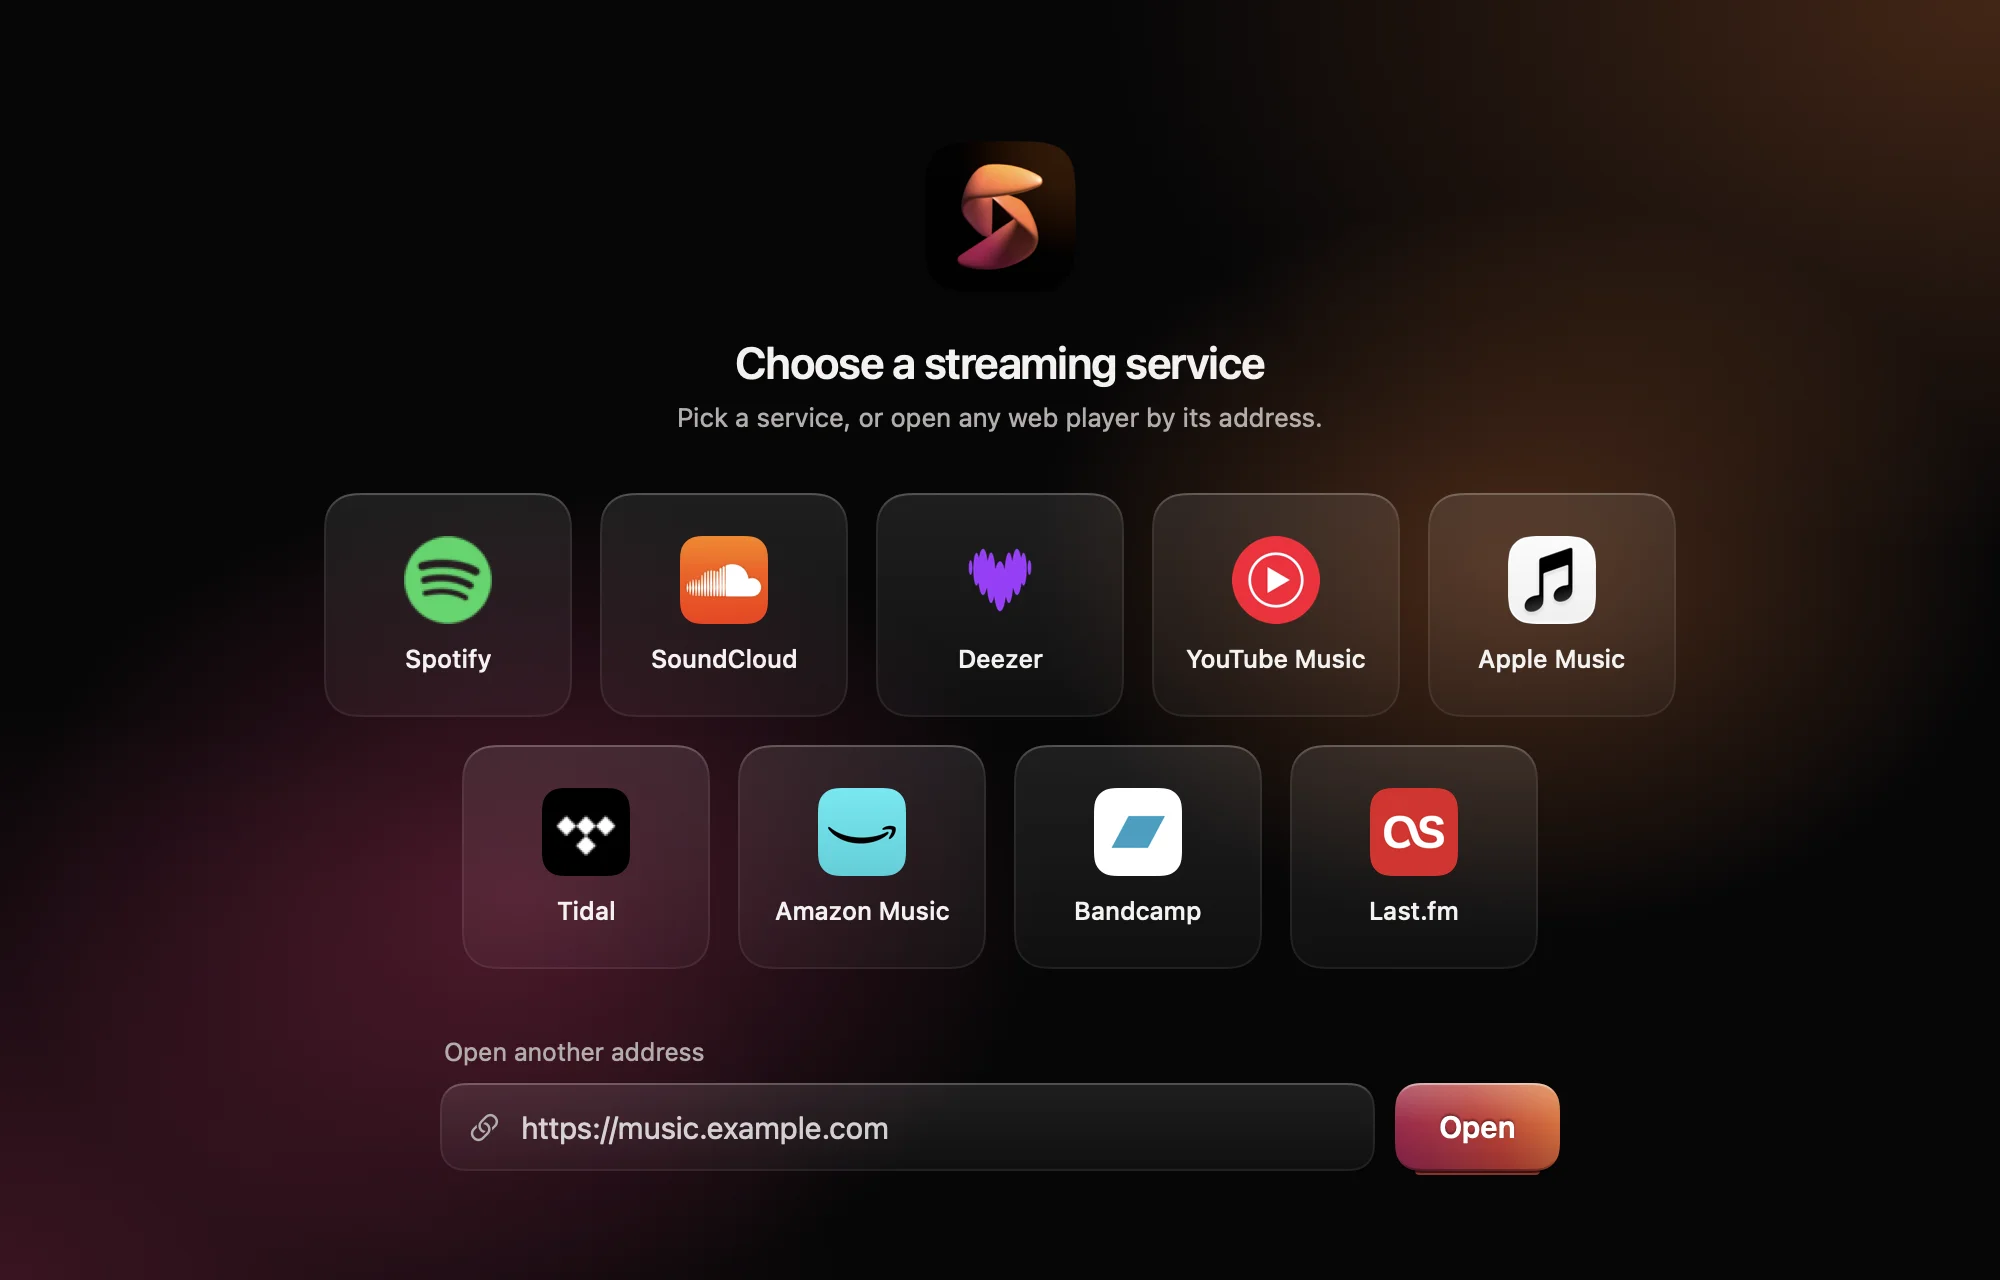 Choose a streaming service
Pick a service, or open any web player by its address.
Spotify
SoundCloud
Deezer
YouTube Music
Apple Music
Tidal
Amazon Music
Bandcamp
Last.fm
Open another address
https://music.example.com
Open